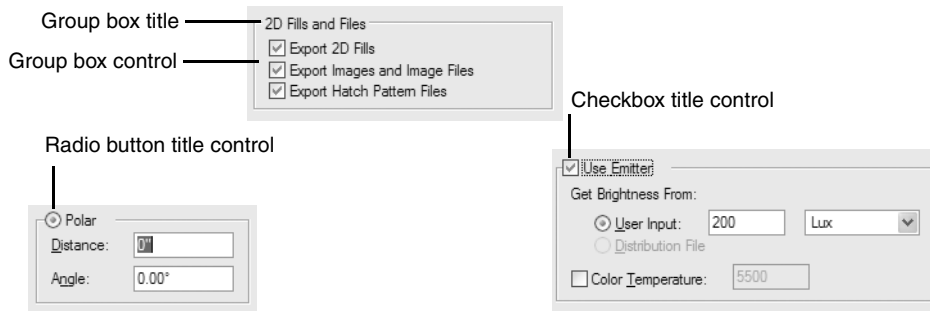 Group box title
2D Fills and Files
Group box control
Export 2D Fills
Export Images and Image Files
Export Hatch Pattern Files
Checkbox title control
Radio button title control
Use Emitter
Get Brightness From:
User Input: 200 Lux
Distribution File
Color Temperature: 5500
Polar
Distance: 0"
Angle: 0.00°